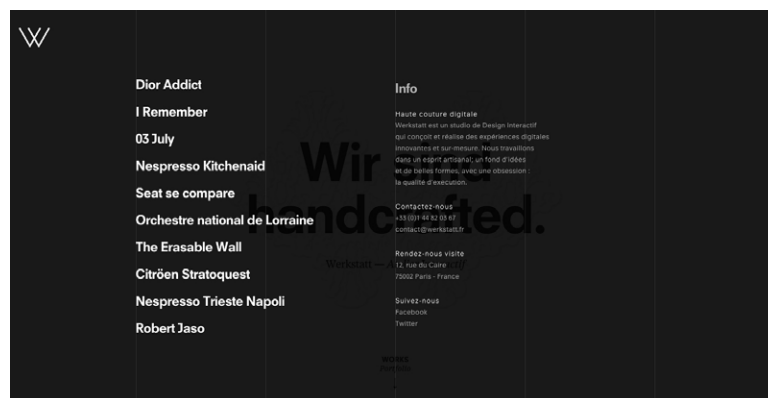 W
Dior Addict
I Remember
03 July
Nespresso Kitchenaid
Seat se compare
Orchestre national de Lorraine
The Erasable Wall
Citröen Stratoquest
Nespresso Trieste Napoli
Robert Jaso
Info
Haute couture digitale
Werkstatt est un studio de Design Interactif
qui conçoit et réalise des expériences digitales
innovantes et sur-mesure. Nous travaillons
dans un esprit artisanal; un fond d'idées
et de belles formes, avec une obsession :
la qualité d'exécution.
Contactez-nous
+33 (0)1 44 82 03 67
contact@werkstatt.fr
Rendez-nous visite
12, rue du Caire
75002 Paris - France
Suivez-nous
Facebook
Twitter
Wir sind
handcrafted.
Werkstatt —
WORKS.